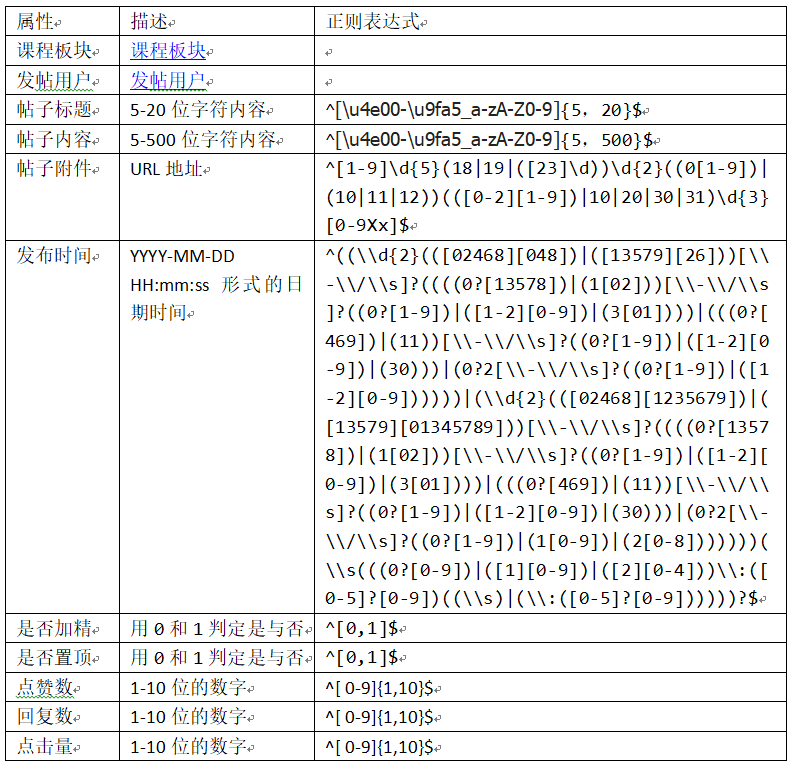 属性 描述 正则表达式
课程板块 课程板块
发帖用户 发帖用户
帖子标题 5-20 位字符内容 ^[\u4e00-\u9fa5_a-zA-Z0-9]{5，20}$
帖子内容 5-500 位字符内容 ^[\u4e00-\u9fa5_a-zA-Z0-9]{5，500}$
帖子附件 URL 地址 ^[1-9]\d{5}(18|19|([23]\d))\d{2}((0[1-9])|
(10|11|12))(([0-2][1-9])|10|20|30|31)\d{3}
[0-9Xx]$
发布时间 YYYY-MM-DD ^((\\d{2}(([02468][048])|([13579][26]))[\\
HH:mm:ss 形式的日 -\\/\\s]?((((0?[13578])|(1[02]))[\\-\\/\\s
期时间 ]?((0?[1-9])|([1-2][0-9])|(3[01])))|(((0?[
469])|(11))[\\-\\/\\s]?((0?[1-9])|([1-2][0
-9])|(30)))|(0?2[\\-\\/\\s]?((0?[1-9])|([1
-2][0-9])))))|(\\d{2}(([02468][1235679])|(
[13579][01345789]))[\\-\\/\\s]?((((0?[1357
8])|(1[02]))[\\-\\/\\s]?((0?[1-9])|([1-2][
0-9])|(3[01])))|(((0?[469])|(11))[\\-\\/\\
s]?((0?[1-9])|([1-2][0-9])|(30)))|(0?2[\\-
\\/\\s]?((0?[1-9])|(1[0-9])|(2[0-8]))))))(
\\s(((0?[0-9])|([1][0-9])|([2][0-4]))\\:([
0-5]?[0-9])((\\s)|(\\:([0-5]?[0-9])))))?$
是否加精 用 0 和 1 判定是与否 ^[0,1]$
是否置顶 用 0 和 1 判定是与否 ^[0,1]$
点赞数 1-10 位的数字 ^[ 0-9]{1,10}$
回复数 1-10 位的数字 ^[ 0-9]{1,10}$
点击量 1-10 位的数字 ^[ 0-9]{1,10}$